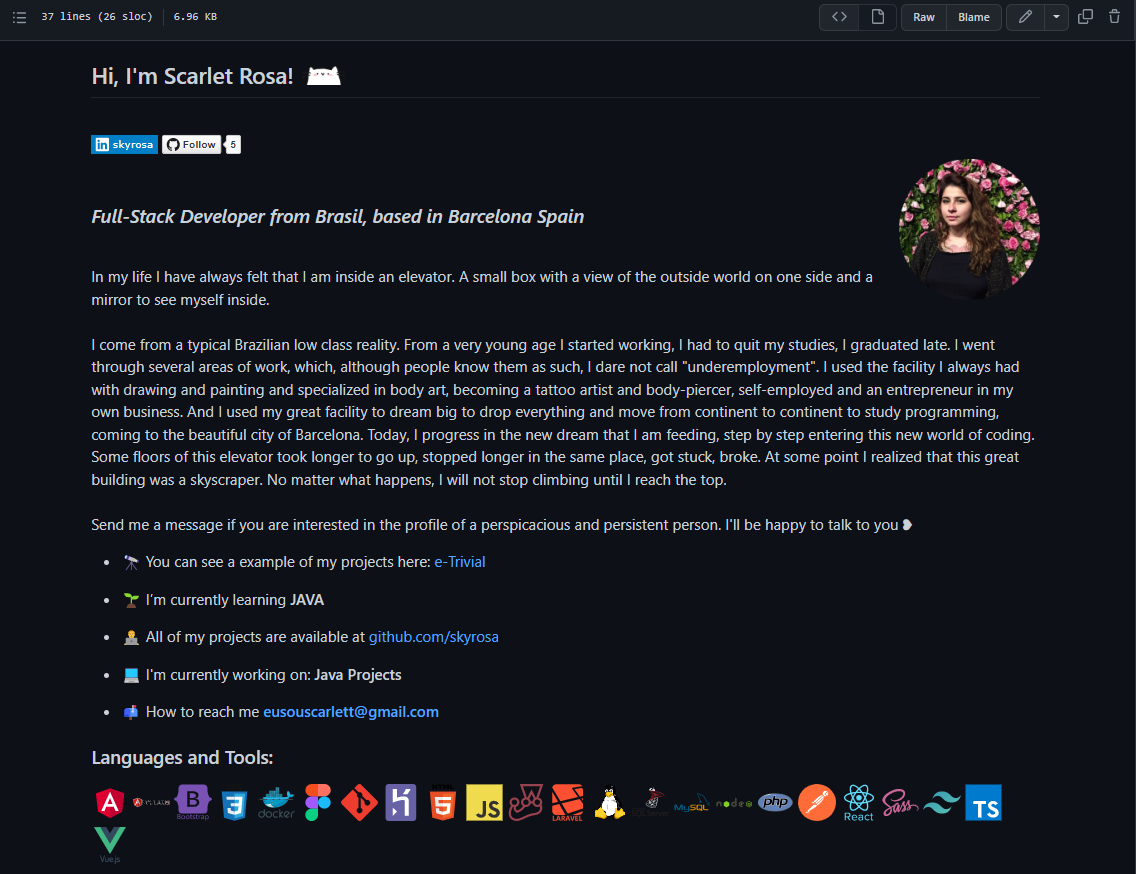 37 lines (26 sloc) 6.96 KB
Raw Blame
Hi, I'm Scarlet Rosa!
in skyrosa Follow 5
Full-Stack Developer from Brasil, based in Barcelona Spain
In my life I have always felt that I am inside an elevator. A small box with a view of the outside world on one side and a
mirror to see myself inside.
I come from a typical Brazilian low class reality. From a very young age I started working, I had to quit my studies, I graduated late. I went
through several areas of work, which, although people know them as such, I dare not call "underemployment". I used the facility I always had
with drawing and painting and specialized in body art, becoming a tattoo artist and body-piercer, self-employed and an entrepreneur in my
own business. And I used my great facility to dream big to drop everything and move from continent to continent to study programming,
coming to the beautiful city of Barcelona. Today, I progress in the new dream that I am feeding, step by step entering this new world of coding.
Some floors of this elevator took longer to go up, stopped longer in the same place, got stuck, broke. At some point I realized that this great
building was a skyscraper. No matter what happens, I will not stop climbing until I reach the top.
Send me a message if you are interested in the profile of a perspicacious and persistent person. I'll be happy to talk to you ❥
• 🔭 You can see a example of my projects here: e-Trivial
• 🌱 I'm currently learning JAVA
• 👨‍💻 All of my projects are available at github.com/skyrosa
• 💻 I'm currently working on: Java Projects
• 📫 How to reach me eusouscarlett@gmail.com
Languages and Tools:
A B Bootstrap 3 docker 5 JS LARAVEL MySQL node php React Sass TS
Vue.js